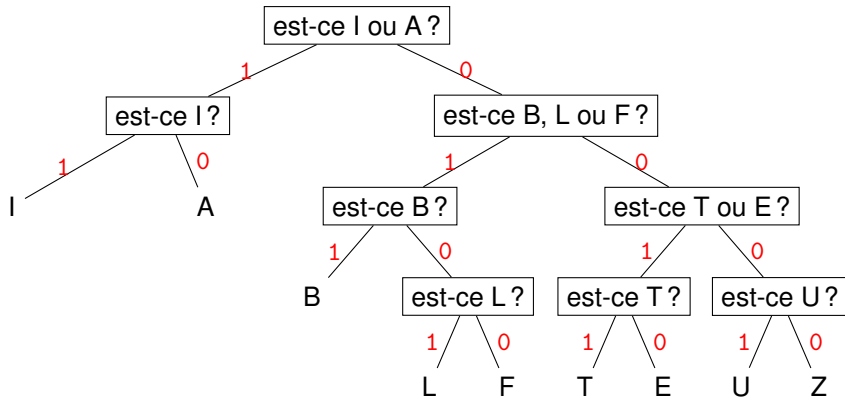 est-ce I ou A ?
1 0
est-ce I ? est-ce B, L ou F ?
1 0 1 0
I A est-ce B ? est-ce T ou E ?
1 0 1 0
B est-ce L ? est-ce T ? est-ce U ?
1 0 1 0 1 0
L F T E U Z